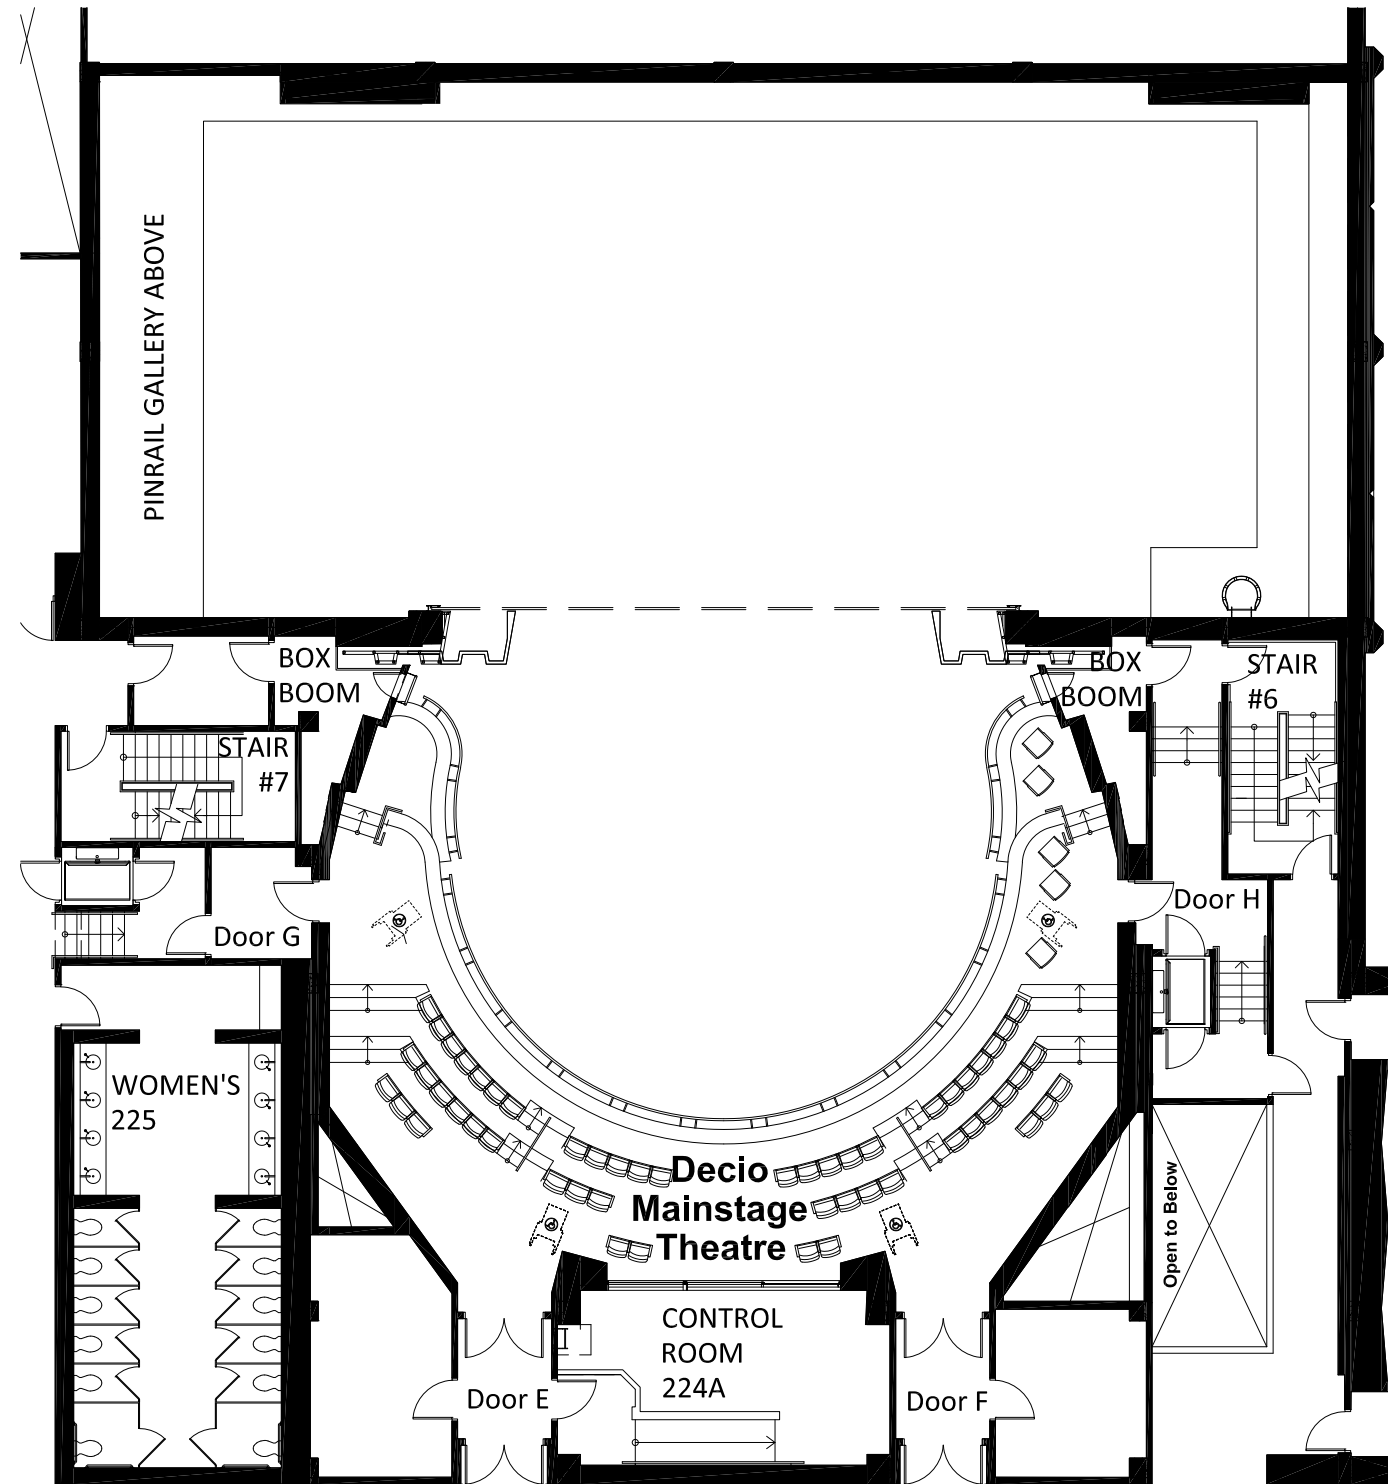 PINRAIL GALLERY ABOVE
BOX
BOOM
BOX
BOOM
STAIR
#6
STAIR
#7
Door G
Door H
WOMEN'S
225
Decio
Mainstage
Theatre
Open to Below
CONTROL
ROOM
224A
Door E
Door F